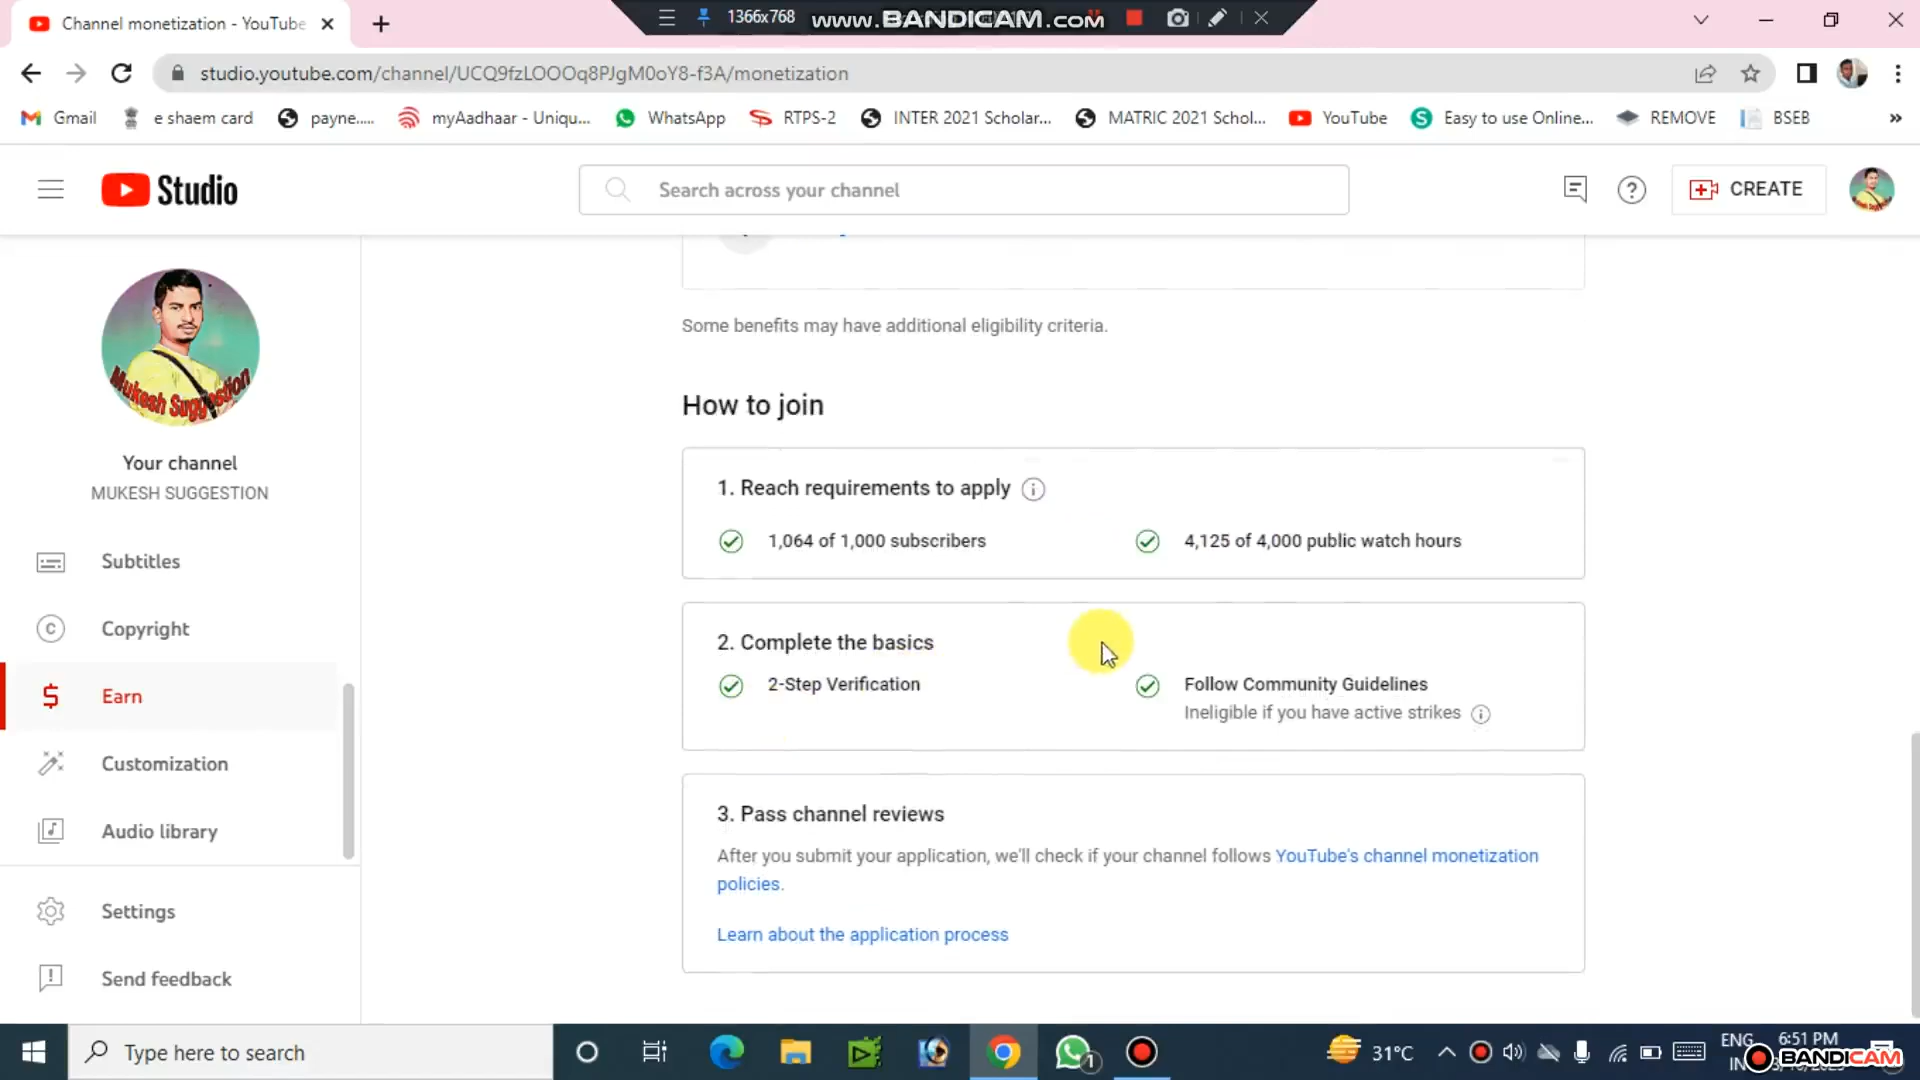 Channel monetization - YouTube
1366x768
www.BANDICAM.com
studio.youtube.com/channel/UCQ9fzLOOOq8PJgM0oY8-f3A/monetization
Gmail
e shaem card
payne.....
myAadhaar - Uniqu...
WhatsApp
RTPS-2
INTER 2021 Scholar...
MATRIC 2021 Schol...
YouTube
Easy to use Online...
REMOVE
BSEB
Studio
Search across your channel
CREATE
Mukesh Suggestion
Your channel
MUKESH SUGGESTION
Subtitles
Copyright
Earn
Customization
Audio library
Settings
Send feedback
Some benefits may have additional eligibility criteria.
How to join
1. Reach requirements to apply
1,064 of 1,000 subscribers
4,125 of 4,000 public watch hours
2. Complete the basics
2-Step Verification
Follow Community Guidelines
Ineligible if you have active strikes
3. Pass channel reviews
After you submit your application, we'll check if your channel follows YouTube's channel monetization
policies.
Learn about the application process
Type here to search
1
31°C
ENG
6:51 PM
BANDICAM